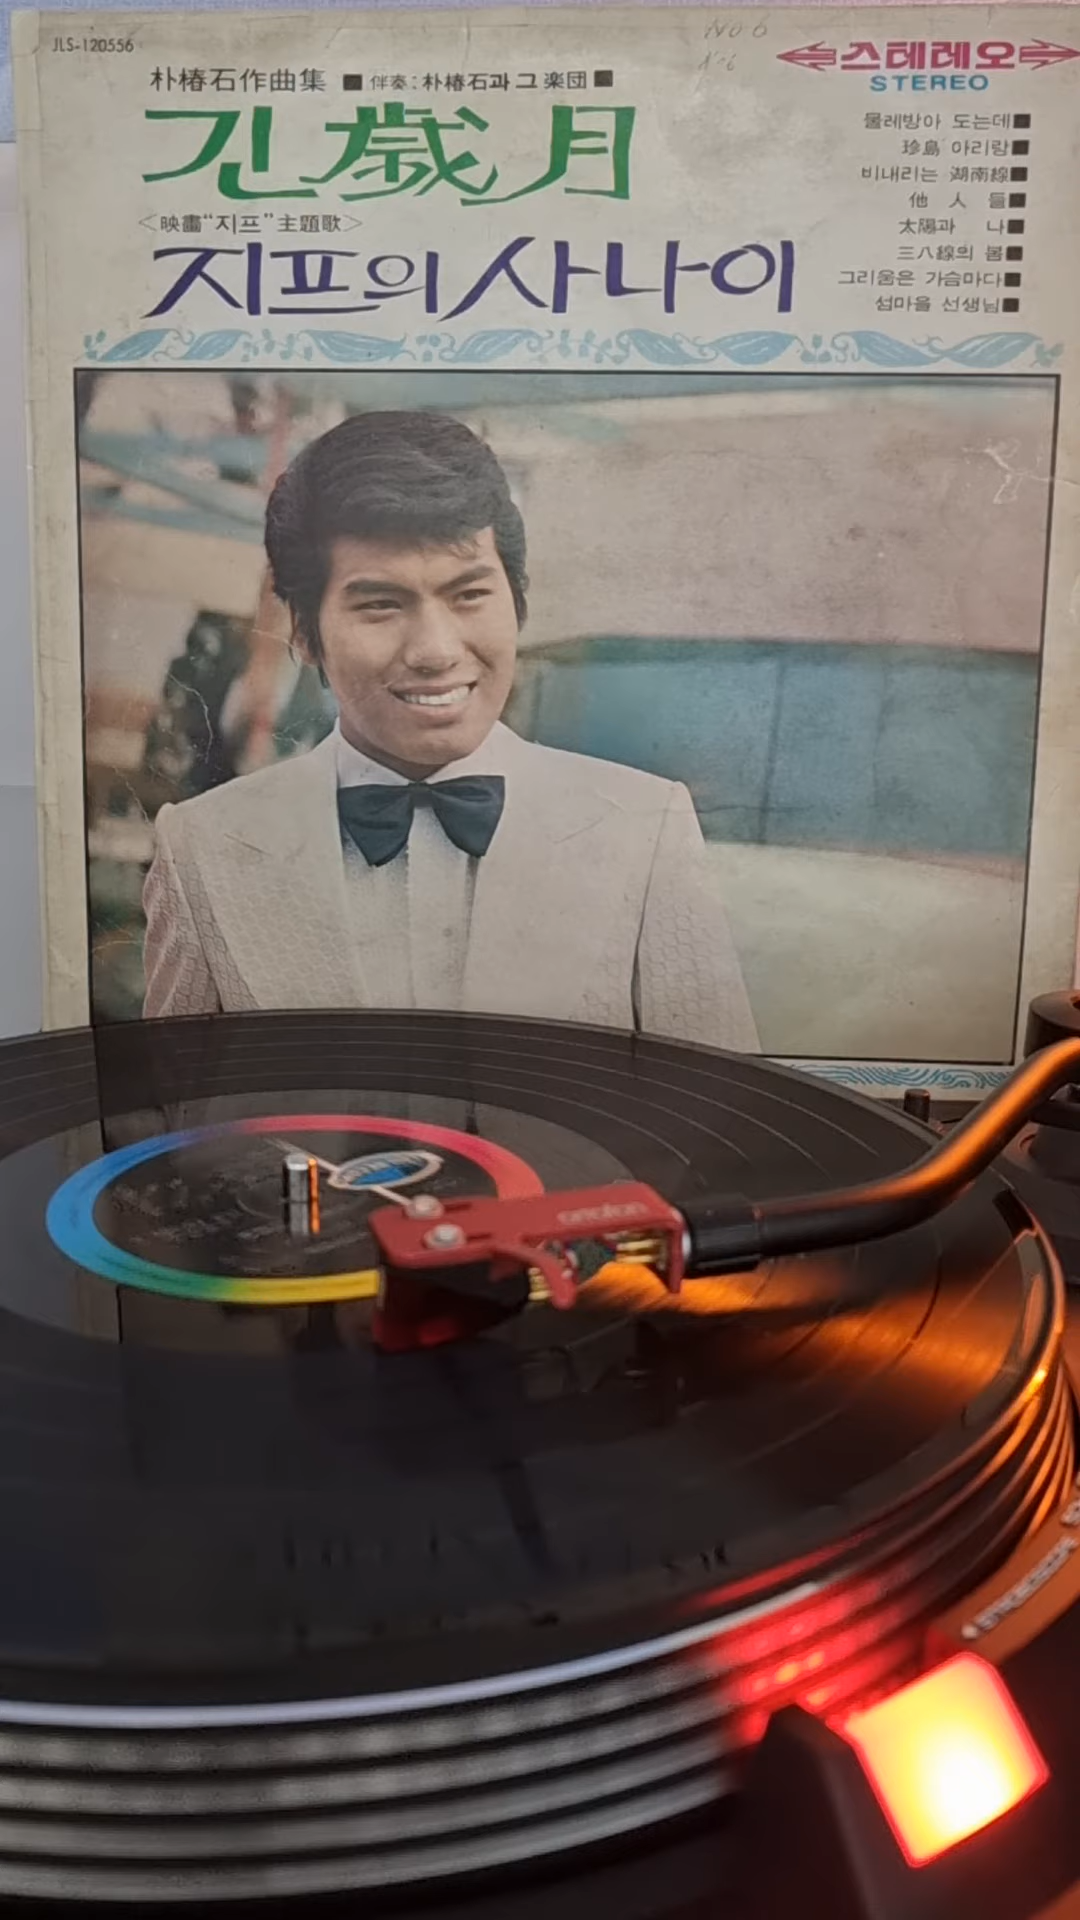 JLS-120556
No 6
스테레오
STEREO
朴椿石作曲集 ■ 伴奏:朴椿石과 그 楽団 ■
긴 歲月
<映畫"지프"主題歌>
지프의 사나이
물레방아 도는데■
珍島 아리랑■
비내리는 湖南線■
他人들■
太陽과 나■
三八線의 봄■
그리움은 가슴마다■
섬마을 선생님■
ortofon